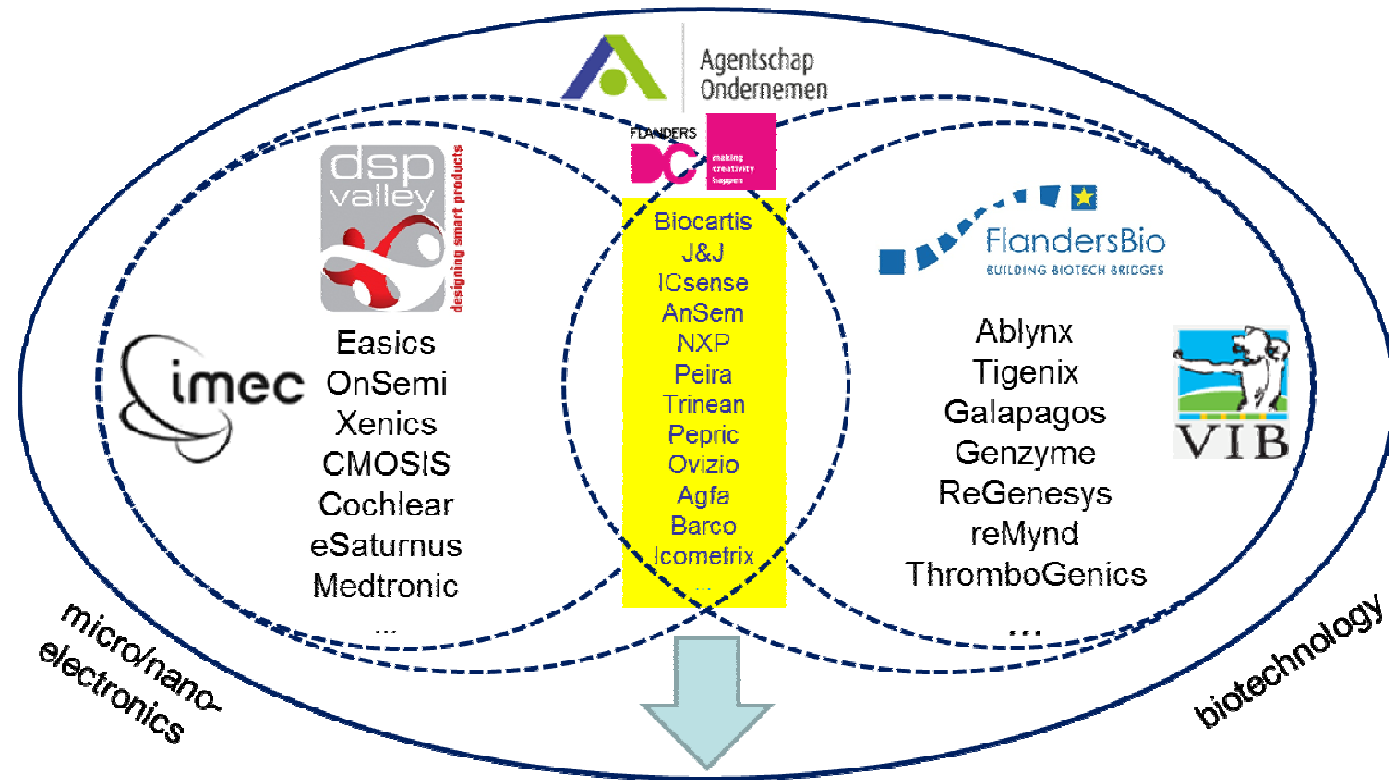 Agentschap
Ondernemen
FLANDERS
DC
making
creativity
happen
dsp
valley
designing smart products
imec
Easics
OnSemi
Xenics
CMOSIS
Cochlear
eSaturnus
Medtronic
...
Biocartis
J&J
ICsense
AnSem
NXP
Peira
Trinean
Pepric
Ovizio
Agfa
Barco
Icometrix
...
FlandersBio
BUILDING BIOTECH BRIDGES
Ablynx
Tigenix
Galapagos
Genzyme
ReGenesys
reMynd
ThromboGenics
...
VIB
micro/nano-
electronics
biotechnology